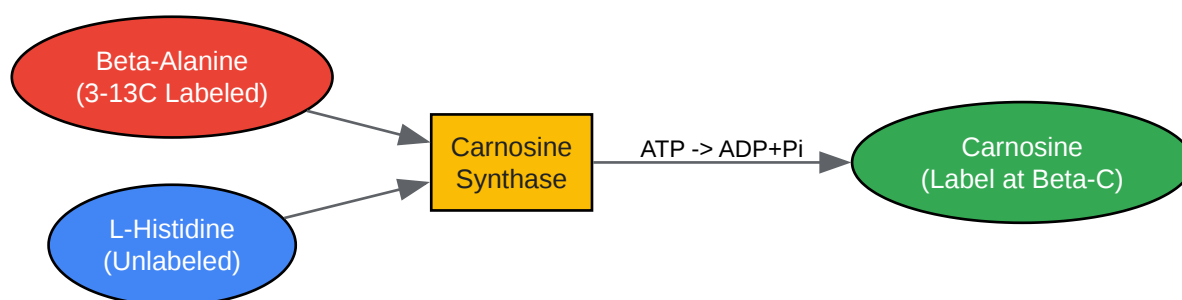 Beta-Alanine
(3-13C Labeled)
L-Histidine
(Unlabeled)
Carnosine
Synthase
ATP -> ADP+Pi
Carnosine
(Label at Beta-C)